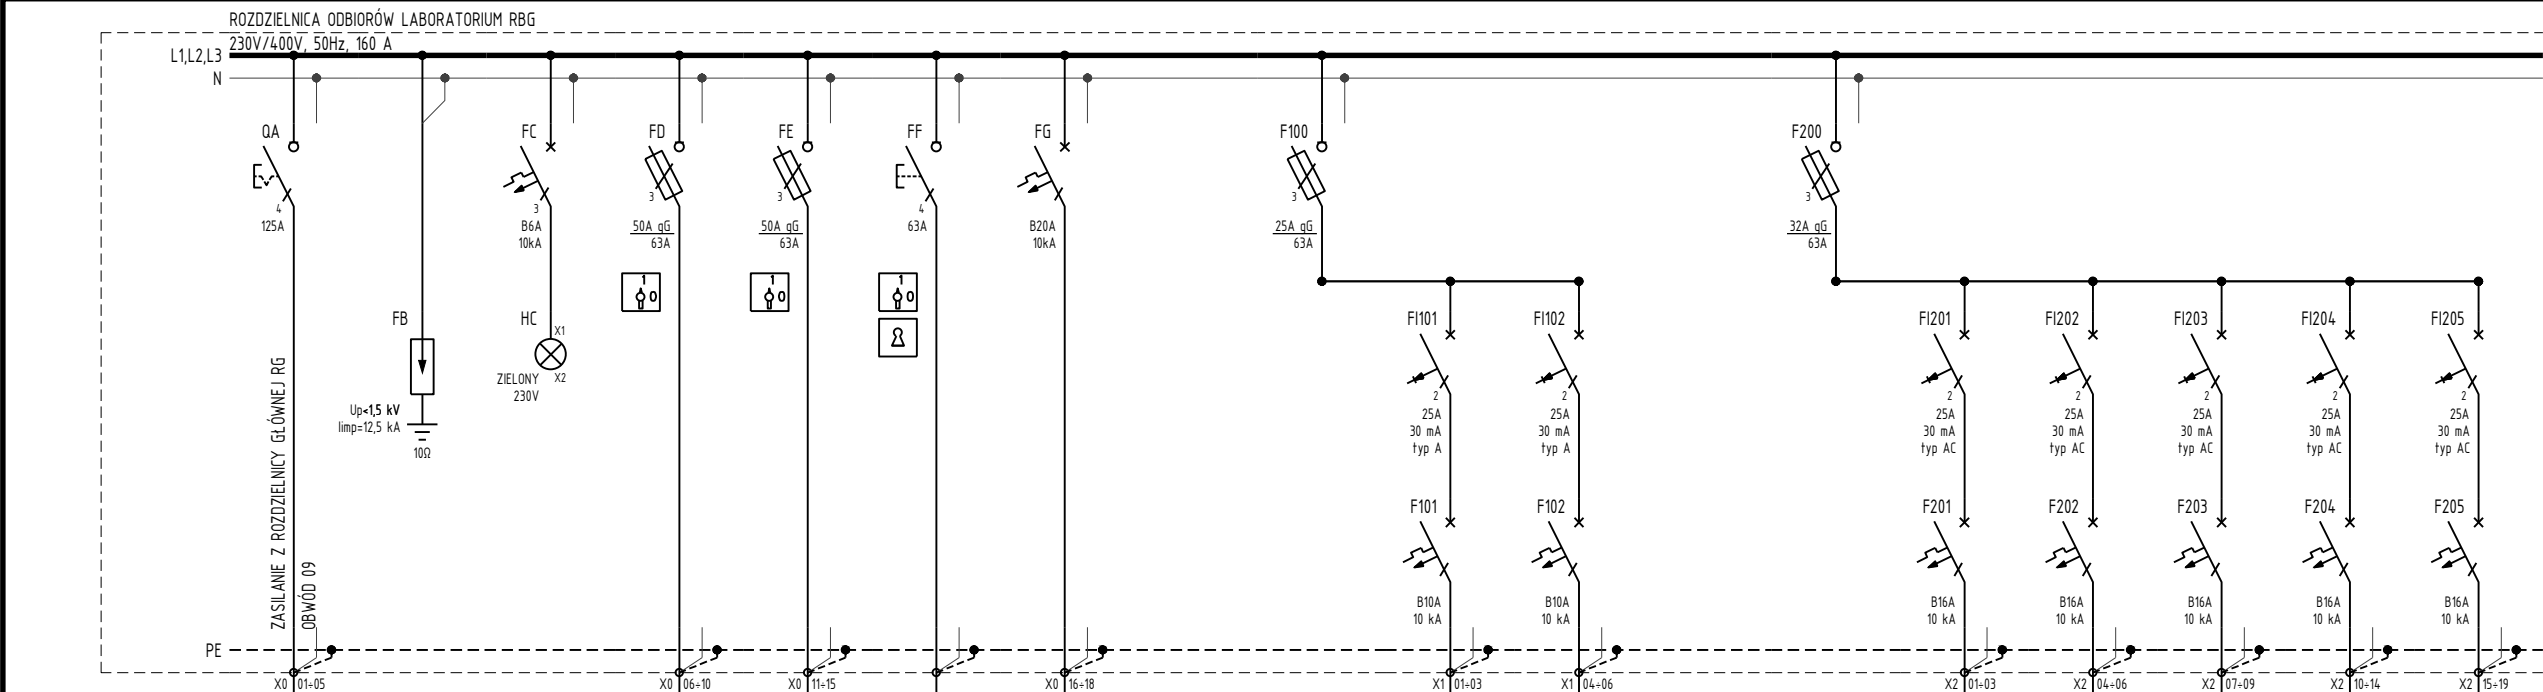 ROZDZIELNICA ODBIORÓW LABORATORIUM RBG
230V/400V, 50Hz, 160 A
L1,L2,L3
N
QA
4
125A
ZASILANIE Z ROZDZIELNICY GŁÓWNEJ RG
OBWÓD 09
FB
Up<1,5 kV
Iimp=12,5 kA
10Ω
FC
3
B6A
10kA
HC
X1
X2
ZIELONY
230V
FD
3
50A gG
63A
1
0
FE
3
50A gG
63A
1
0
FF
4
63A
1
0
FG
B20A
10kA
F100
3
25A gG
63A
FI101
2
25A
30 mA
typ A
F101
B10A
10 kA
FI102
2
25A
30 mA
typ A
F102
B10A
10 kA
F200
3
32A gG
63A
FI201
2
25A
30 mA
typ AC
F201
B16A
10 kA
FI202
2
25A
30 mA
typ AC
F202
B16A
10 kA
FI203
2
25A
30 mA
typ AC
F203
B16A
10 kA
FI204
2
25A
30 mA
typ AC
F204
B16A
10 kA
FI205
2
25A
30 mA
typ AC
F205
B16A
10 kA
PE
X0 01÷05
X0 06÷10
X0 11÷15
X0 16÷18
X1 01÷03
X1 04÷06
X2 01÷03
X2 04÷06
X2 07÷09
X2 10÷14
X2 15÷19